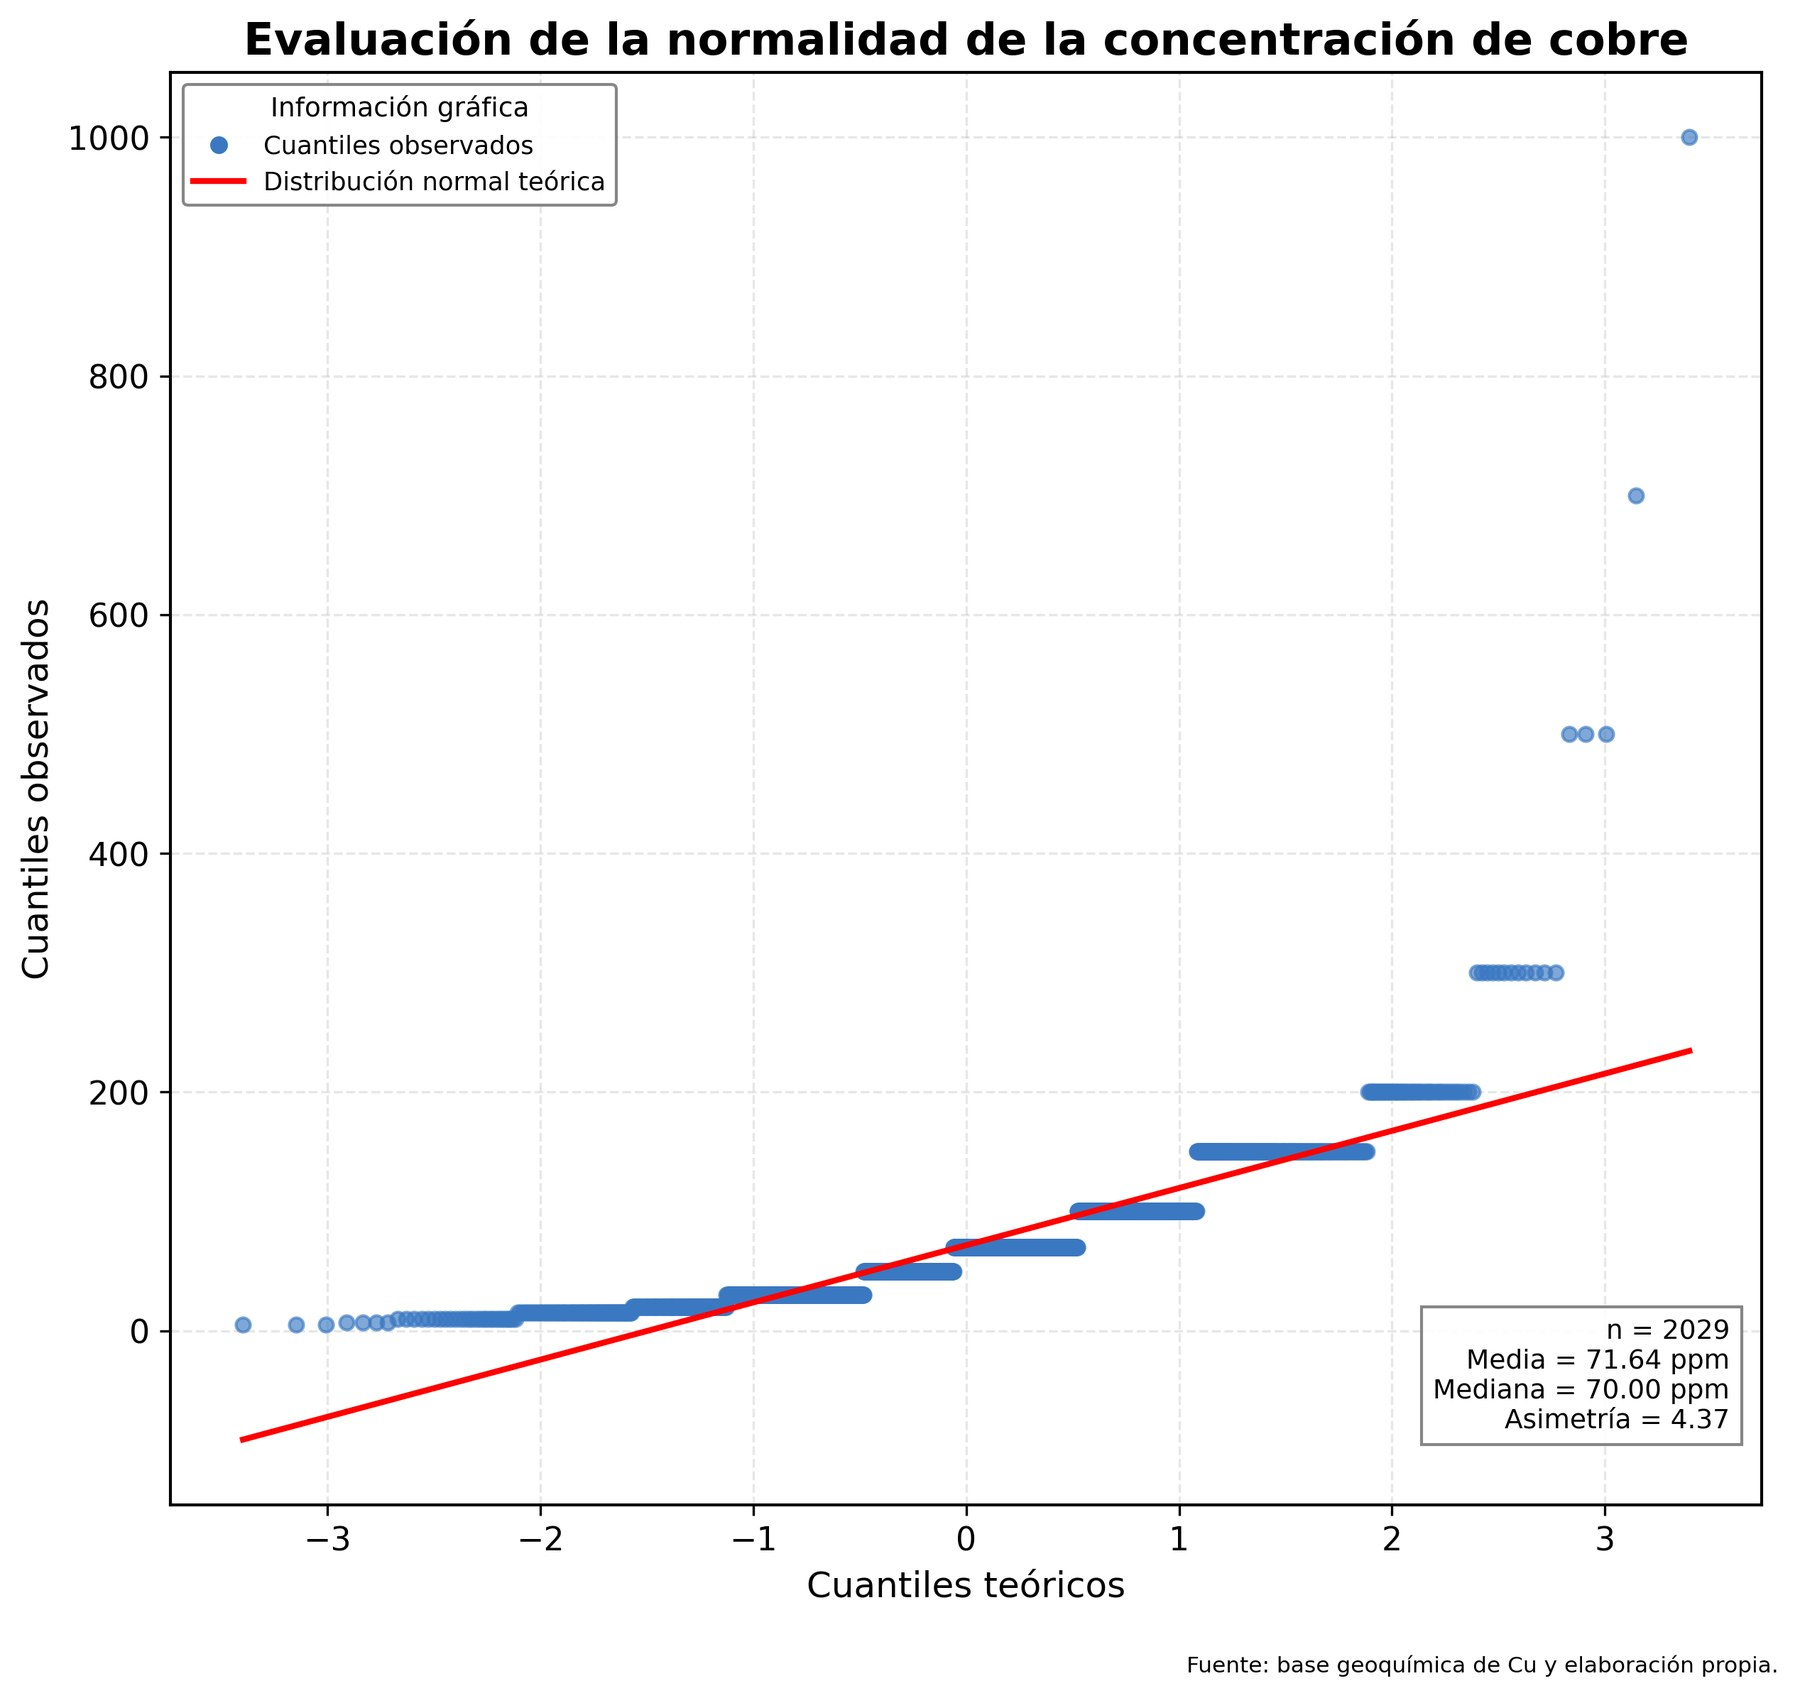 Evaluación de la normalidad de la concentración de cobre
Información gráfica
Cuantiles observados
Distribución normal teórica
1000
800
600
400
200
0
Cuantiles observados
n = 2029
Media = 71.64 ppm
Mediana = 70.00 ppm
Asimetría = 4.37
−3 −2 −1 0 1 2 3
Cuantiles teóricos
Fuente: base geoquímica de Cu y elaboración propia.